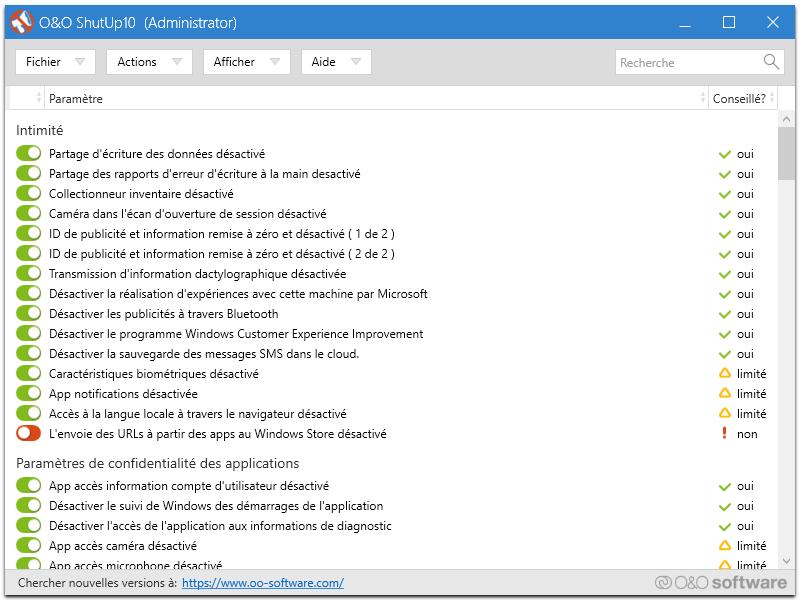 O&O ShutUp10 (Administrator)
Fichier Actions Afficher Aide Recherche
Paramètre Conseillé?
Intimité
Partage d'écriture des données désactivé oui
Partage des rapports d'erreur d'écriture à la main desactivé oui
Collectionneur inventaire désactivé oui
Caméra dans l'écan d'ouverture de session désactivé oui
ID de publicité et information remise à zéro et désactivé ( 1 de 2 ) oui
ID de publicité et information remise à zéro et désactivé ( 2 de 2 ) oui
Transmission d'information dactylographique désactivée oui
Désactiver la réalisation d'expériences avec cette machine par Microsoft oui
Désactiver les publicités à travers Bluetooth oui
Désactiver le programme Windows Customer Experience Improvement oui
Désactiver la sauvegarde des messages SMS dans le cloud. oui
Caractéristiques biométriques désactivé limité
App notifications désactivée limité
Accès à la langue locale à travers le navigateur désactivé limité
L'envoie des URLs à partir des apps au Windows Store désactivé non
Paramètres de confidentialité des applications
App accès information compte d'utilisateur désactivé oui
Désactiver le suivi de Windows des démarrages de l'application oui
Désactiver l'accès de l'application aux informations de diagnostic oui
App accès caméra désactivé limité
App accès microphone désactivé limité
Chercher nouvelles versions à: https://www.oo-software.com/ O&O software